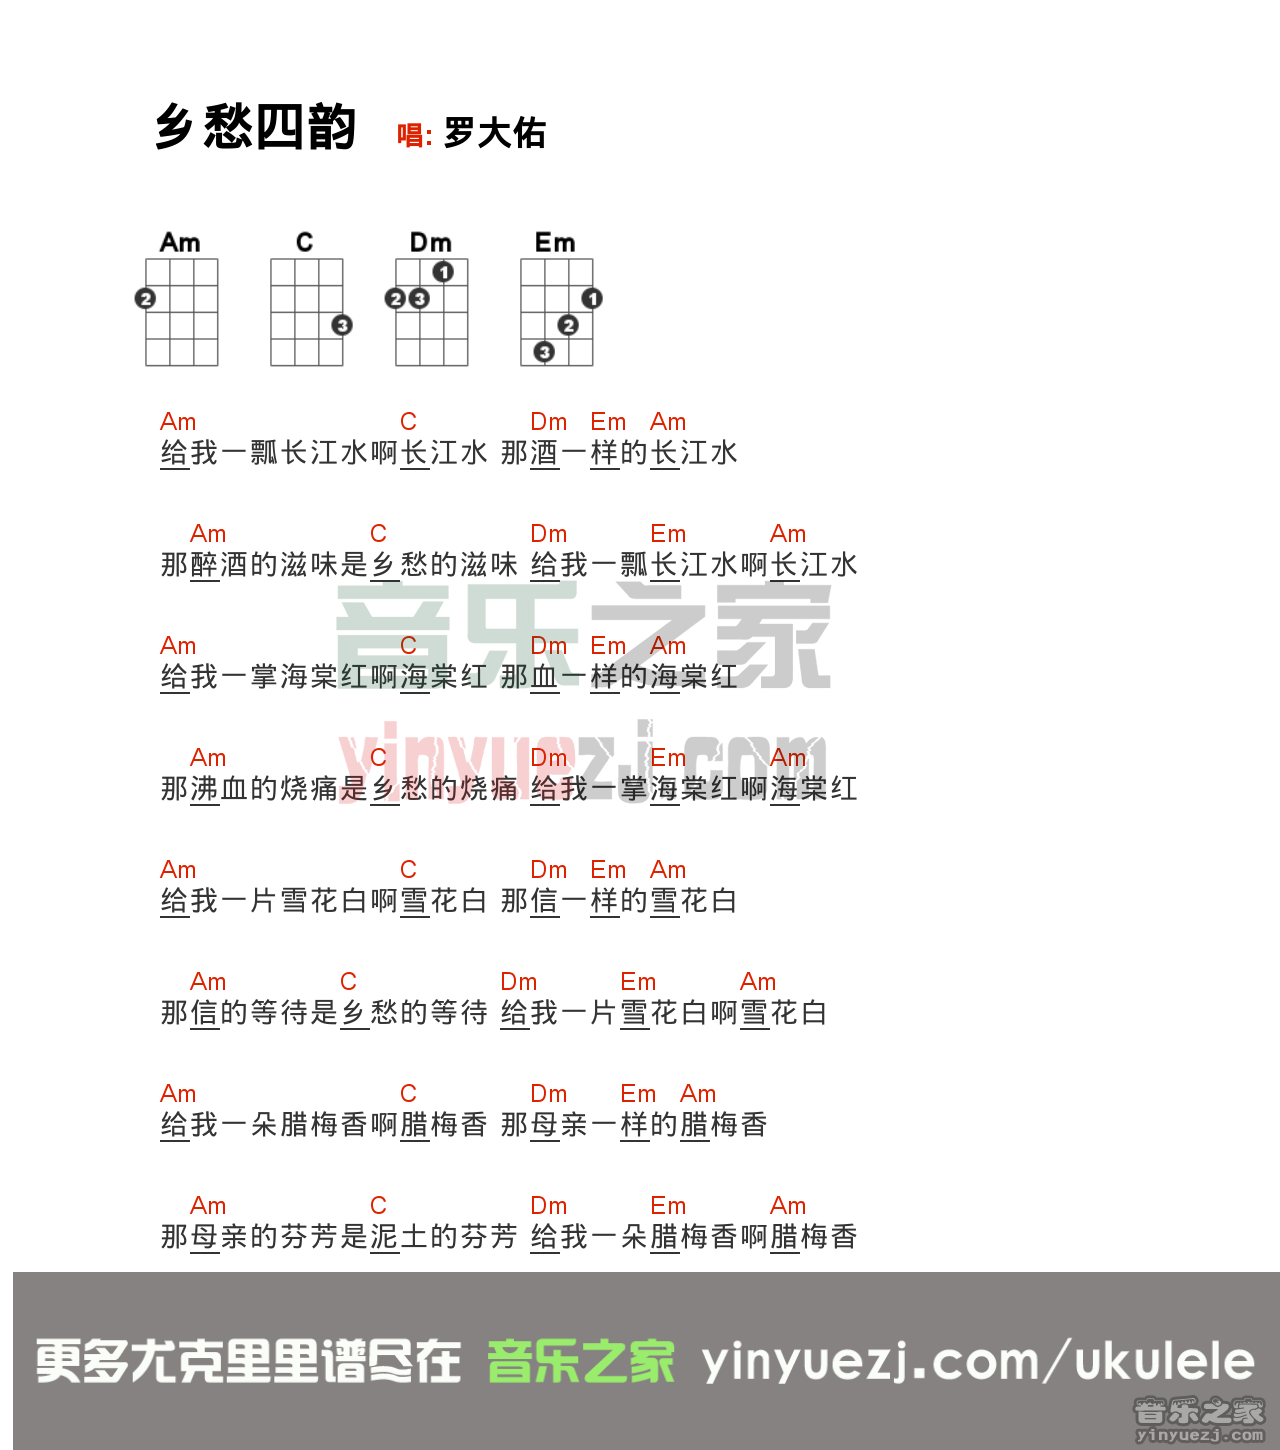 乡愁四韵 唱: 罗大佑
Am C Dm Em
2 3 2 3 1 1 2 3
Am C Dm Em Am
给我一瓢长江水啊长江水 那酒一样的长江水
Am C Dm Em Am
那醉酒的滋味是乡愁的滋味 给我一瓢长江水啊长江水
Am C Dm Em Am
给我一掌海棠红啊海棠红 那血一样的海棠红
Am C Dm Em Am
那沸血的烧痛是乡愁的烧痛 给我一掌海棠红啊海棠红
Am C Dm Em Am
给我一片雪花白啊雪花白 那信一样的雪花白
Am C Dm Em Am
那信的等待是乡愁的等待 给我一片雪花白啊雪花白
Am C Dm Em Am
给我一朵腊梅香啊腊梅香 那母亲一样的腊梅香
Am C Dm Em Am
那母亲的芬芳是泥土的芬芳 给我一朵腊梅香啊腊梅香
音乐之家
yinyuezj.com
更多尤克里里谱尽在 音乐之家 yinyuezj.com/ukulele
音乐之家
yinyuezj.com